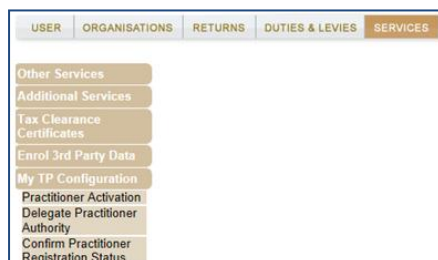 USER ORGANISATIONS RETURNS DUTIES & LEVIES SERVICES
Other Services
Additional Services
Tax Clearance
Certificates
Enrol 3rd Party Data
My TP Configuration
Practitioner Activation
Delegate Practitioner
Authority
Confirm Practitioner
Registration Status